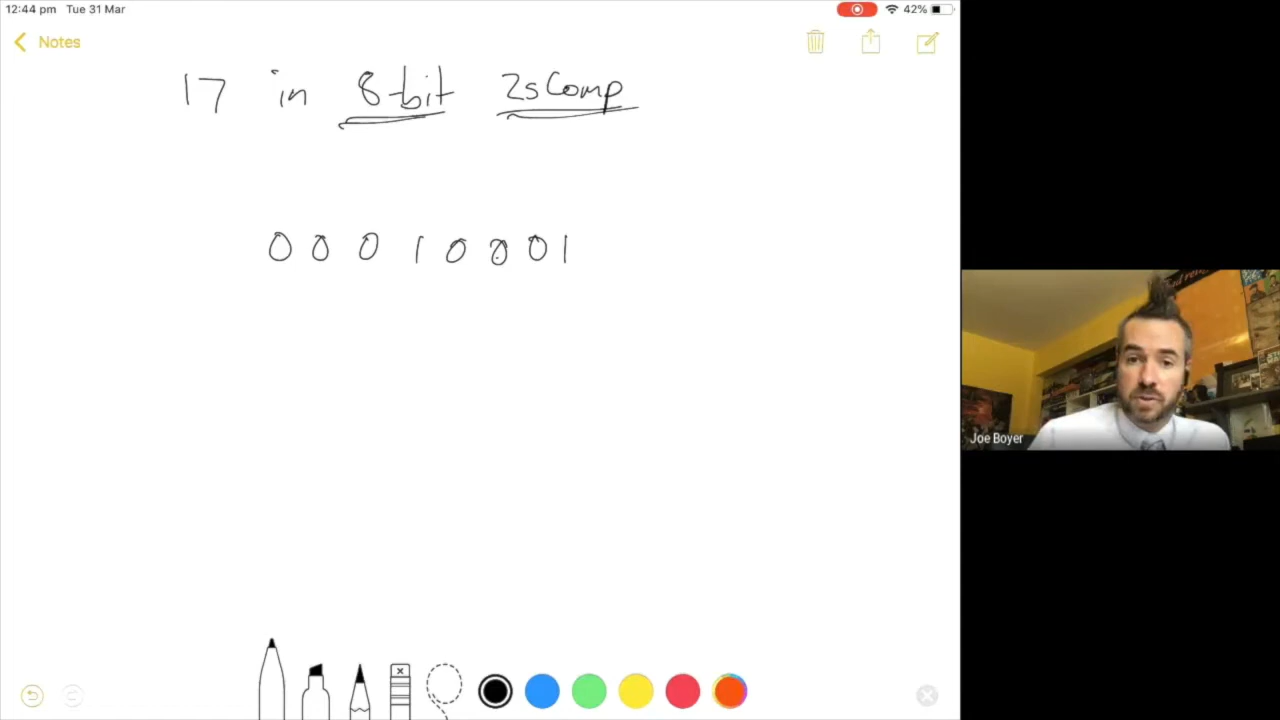 12:44 pm Tue 31 Mar 42%
Notes
17 in 8-bit 2sComp
0 0 0 1 0 0 0 1
Joe Boyer